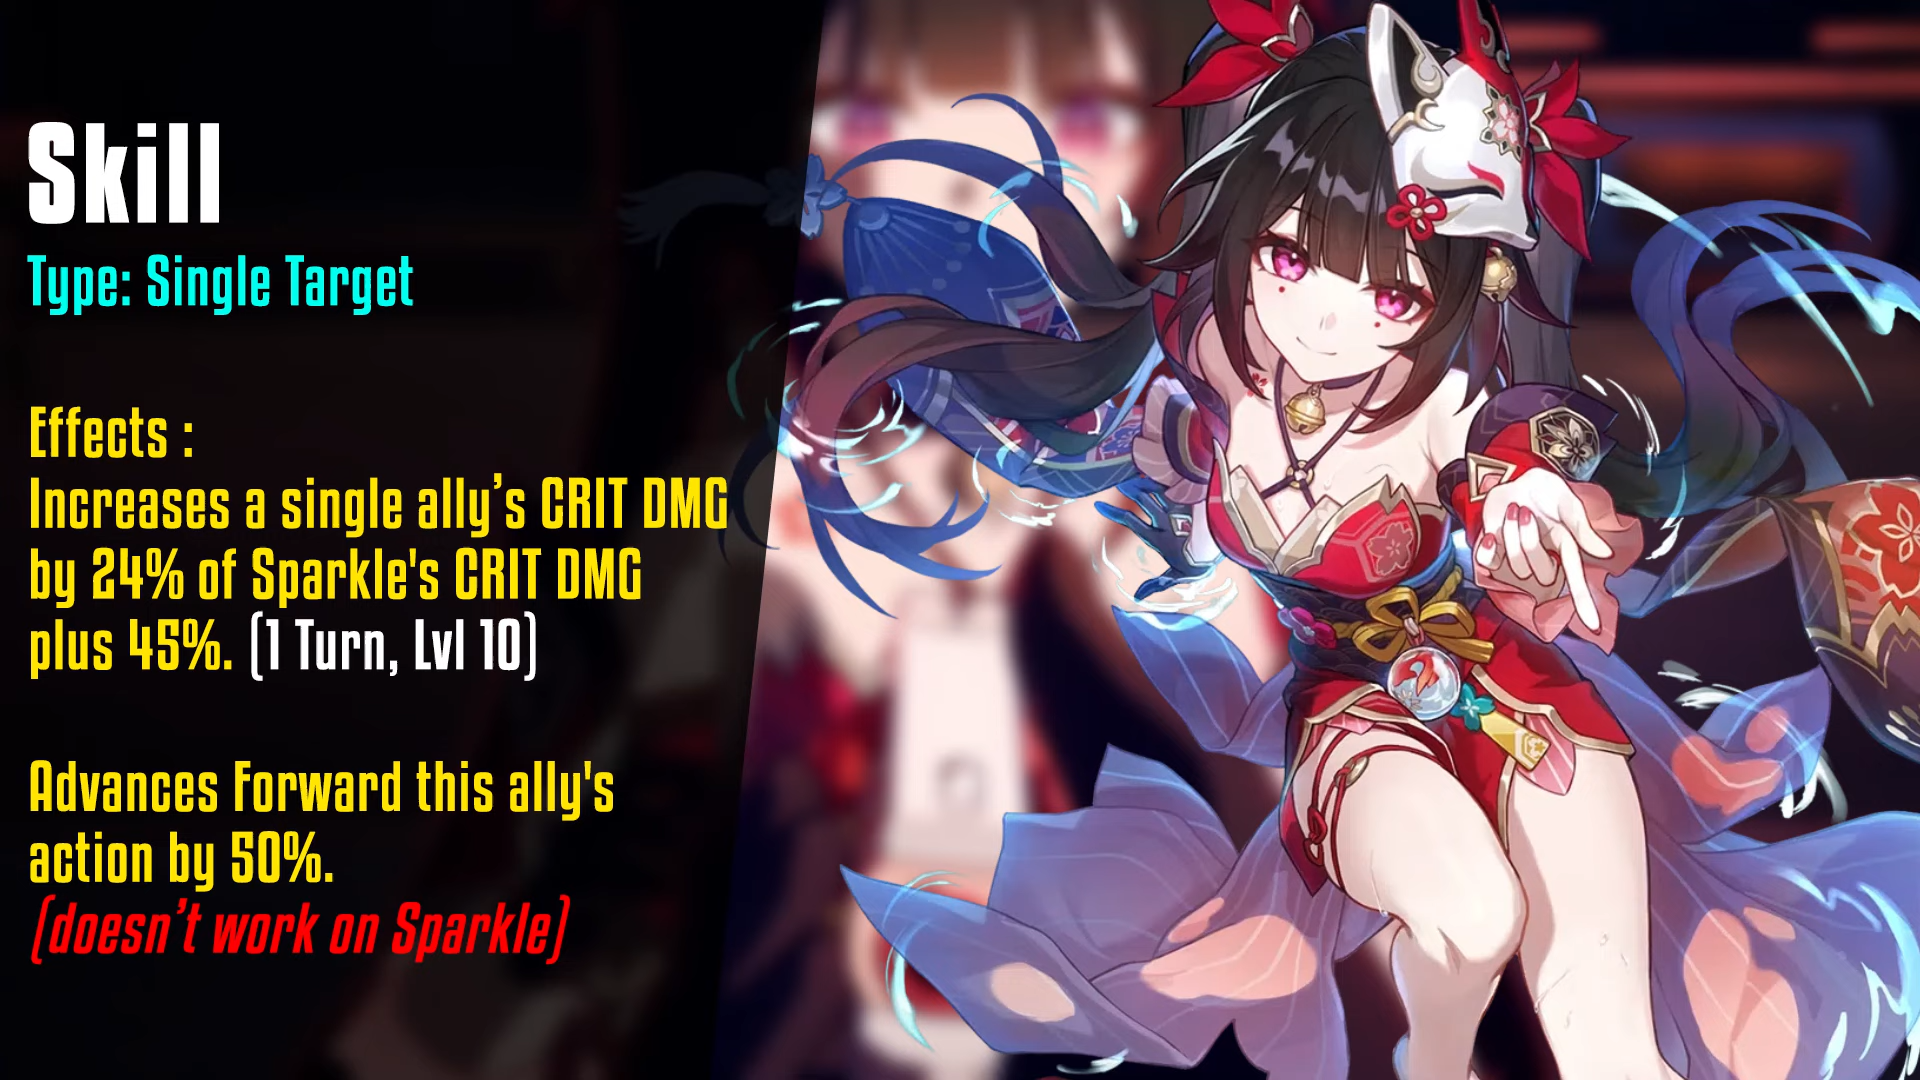 Skill
Type: Single Target
Effects :
Increases a single ally’s CRIT DMG
by 24% of Sparkle's CRIT DMG
plus 45%. (1 Turn, Lvl 10)
Advances Forward this ally's
action by 50%.
(doesn’t work on Sparkle)